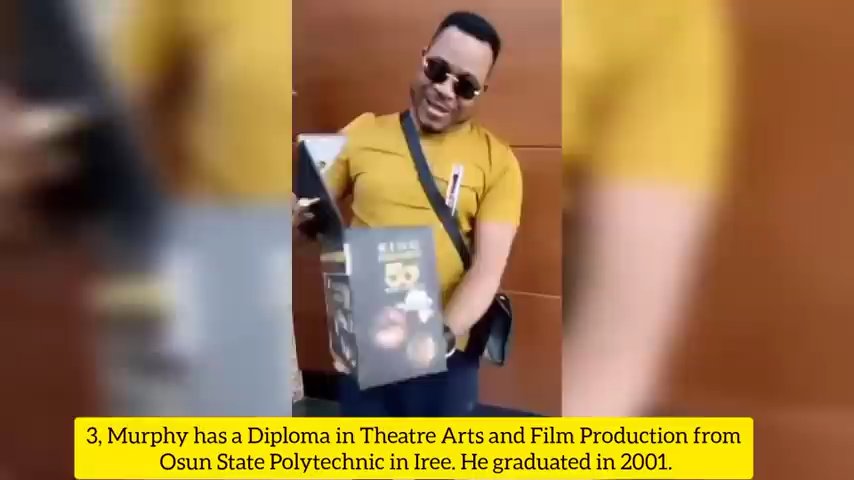 KING
3, Murphy has a Diploma in Theatre Arts and Film Production from
Osun State Polytechnic in Iree. He graduated in 2001.